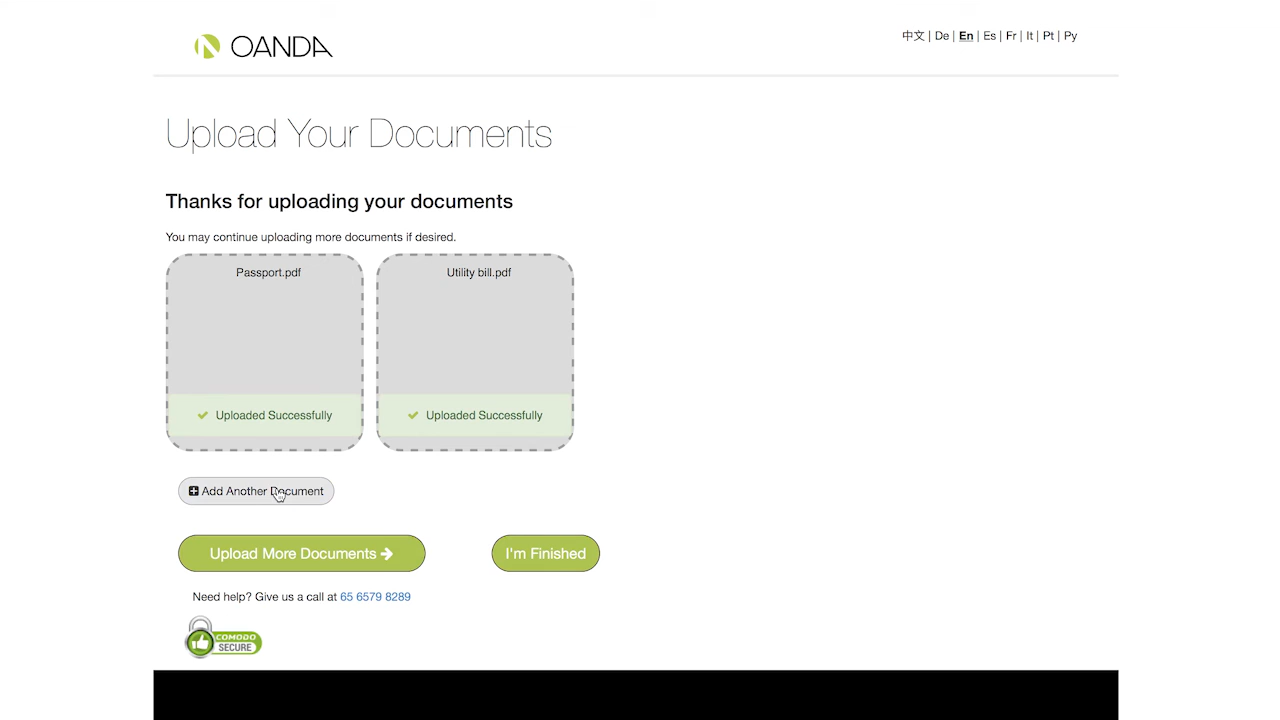 OANDA
中文 | De | En | Es | Fr | It | Pt | Ру
Upload Your Documents
Thanks for uploading your documents
You may continue uploading more documents if desired.
Passport.pdf
Utility bill.pdf
Uploaded Successfully
Uploaded Successfully
Add Another Document
Upload More Documents
I'm Finished
Need help? Give us a call at 65 6579 8289
COMODO
SECURE